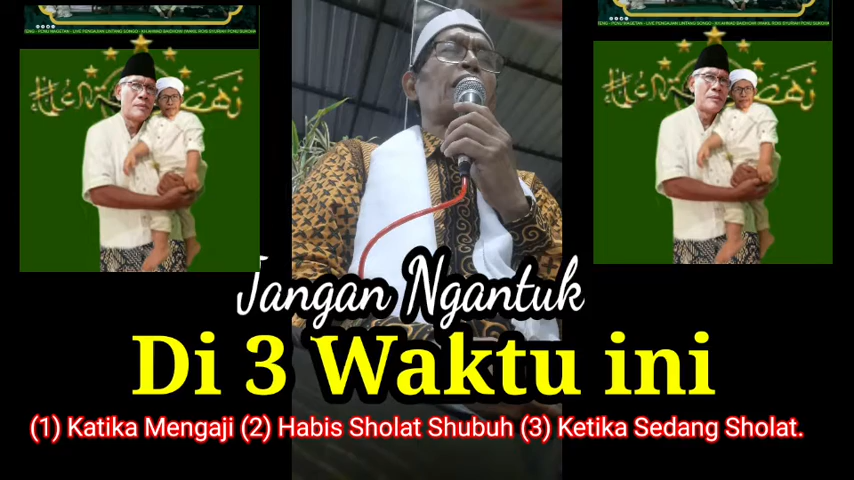 Jangan Ngantuk
Di 3 Waktu ini
(1) Katika Mengaji (2) Habis Sholat Shubuh (3) Ketika Sedang Sholat.